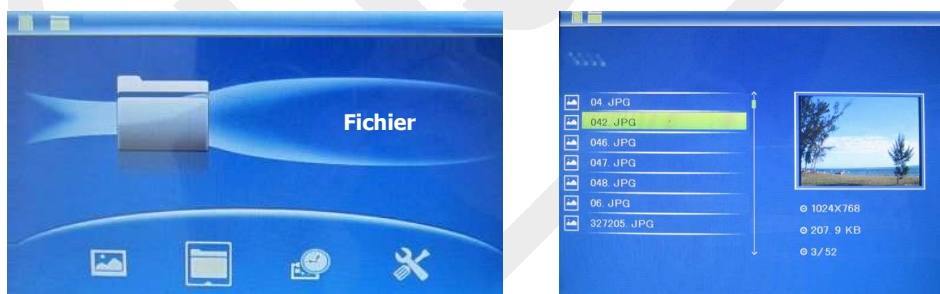 Fichier
04. JPG
042. JPG
046. JPG
047. JPG
048. JPG
06. JPG
327205. JPG
1024X768
207. 9 KB
3/52